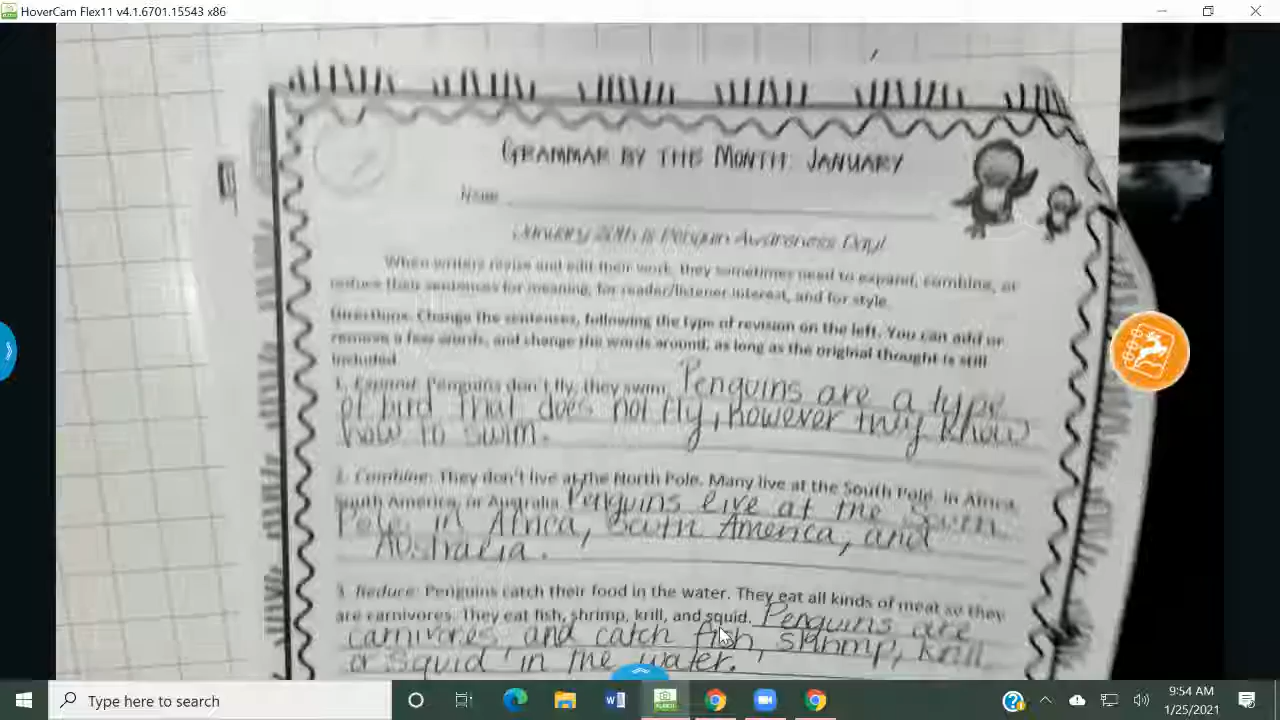 HoverCam Flex11 v4.1.6701.15543 x86
GRAMMAR BY THE MONTH: JANUARY
Name
January 20th is Penguin Awareness Day!
When writers revise and edit their work, they sometimes need to expand, combine, or
reduce their sentences for meaning, for reader/listener interest, and for style.
Directions: Change the sentences, following the type of revision on the left. You can add or
remove a few words, and change the words around, as long as the original thought is still
included.
1. Expand: Penguins don't fly, they swim. Penguins are a type
of bird that does not fly, however they know
how to swim.
2. Combine: They don't live at the North Pole. Many live at the South Pole, in Africa,
South America, or Australia. Penguins live at the South
Pole, in Africa, South America, and
Australia.
3. Reduce: Penguins catch their food in the water. They eat all kinds of meat so they
are carnivores. They eat fish, shrimp, krill, and squid. Penguins are
carnivores, and catch fish, shrimp, krill
or squid in the water.
Type here to search
9:54 AM
1/25/2021